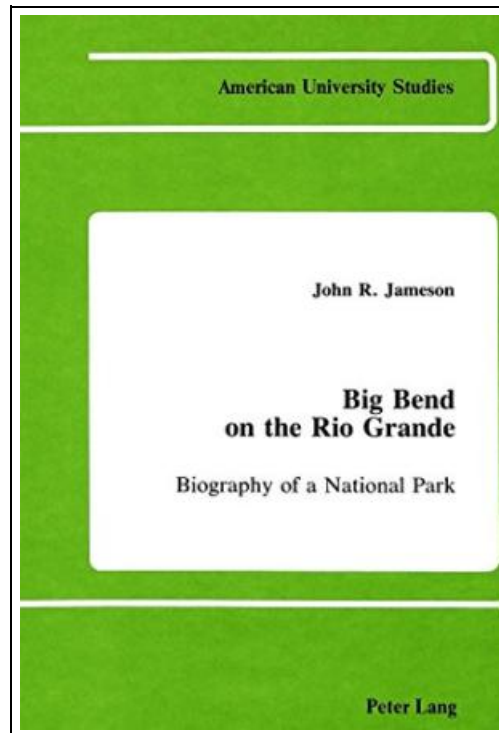 American University Studies
John R. Jameson
Big Bend
on the Rio Grande
Biography of a National Park
Peter Lang